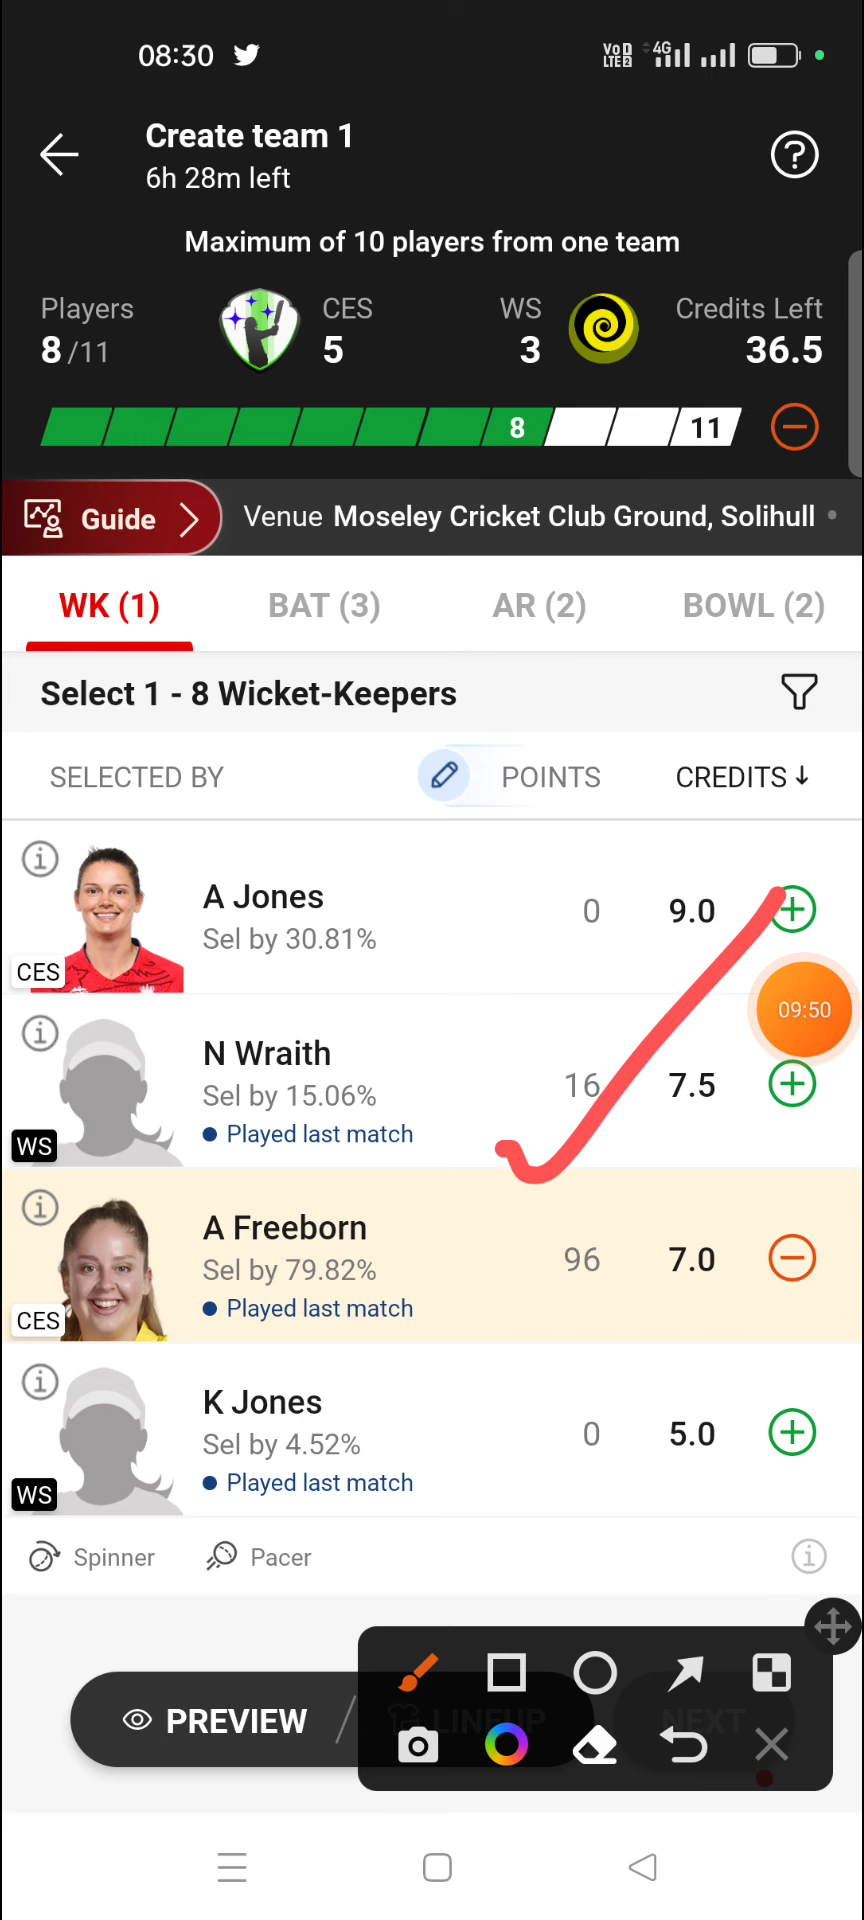 08:30
VoD LTE2 4G
Create team 1
6h 28m left
Maximum of 10 players from one team
Players CES WS Credits Left
8/11 5 3 36.5
8 11
Guide Venue Moseley Cricket Club Ground, Solihull
WK (1) BAT (3) AR (2) BOWL (2)
Select 1 - 8 Wicket-Keepers
SELECTED BY POINTS CREDITS ↓
A Jones 0 9.0
Sel by 30.81%
CES
09:50
N Wraith 16 7.5
Sel by 15.06%
Played last match
WS
A Freeborn 96 7.0
Sel by 79.82%
Played last match
CES
K Jones 0 5.0
Sel by 4.52%
Played last match
WS
Spinner Pacer
PREVIEW LINEUP NEXT